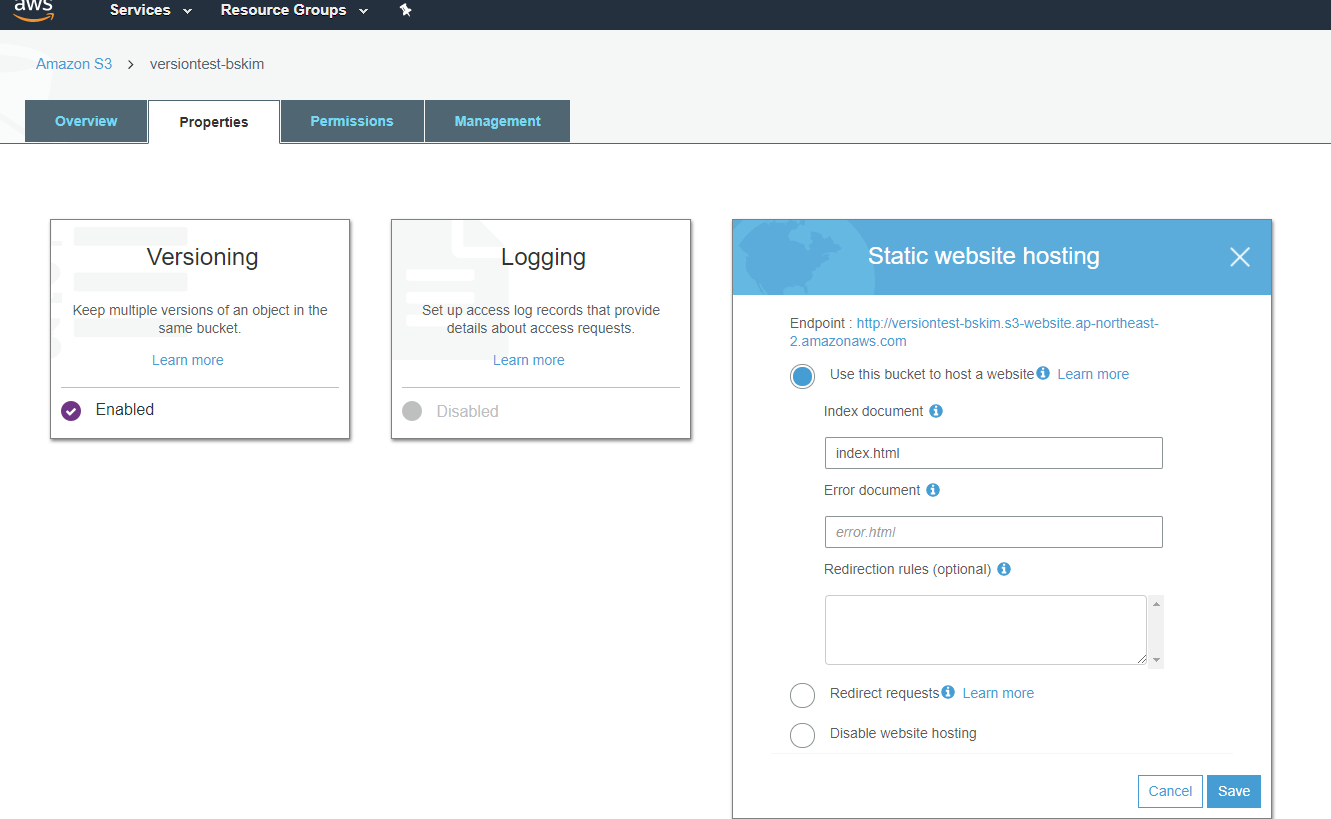 aws
Services
Resource Groups
Amazon S3 > versiontest-bskim
Overview
Properties
Permissions
Management
Versioning
Keep multiple versions of an object in the
same bucket.
Learn more
Enabled
Logging
Set up access log records that provide
details about access requests.
Learn more
Disabled
Static website hosting
Endpoint : http://versiontest-bskim.s3-website.ap-northeast-
2.amazonaws.com
Use this bucket to host a website Learn more
Index document
index.html
Error document
error.html
Redirection rules (optional)
Redirect requests Learn more
Disable website hosting
Cancel
Save